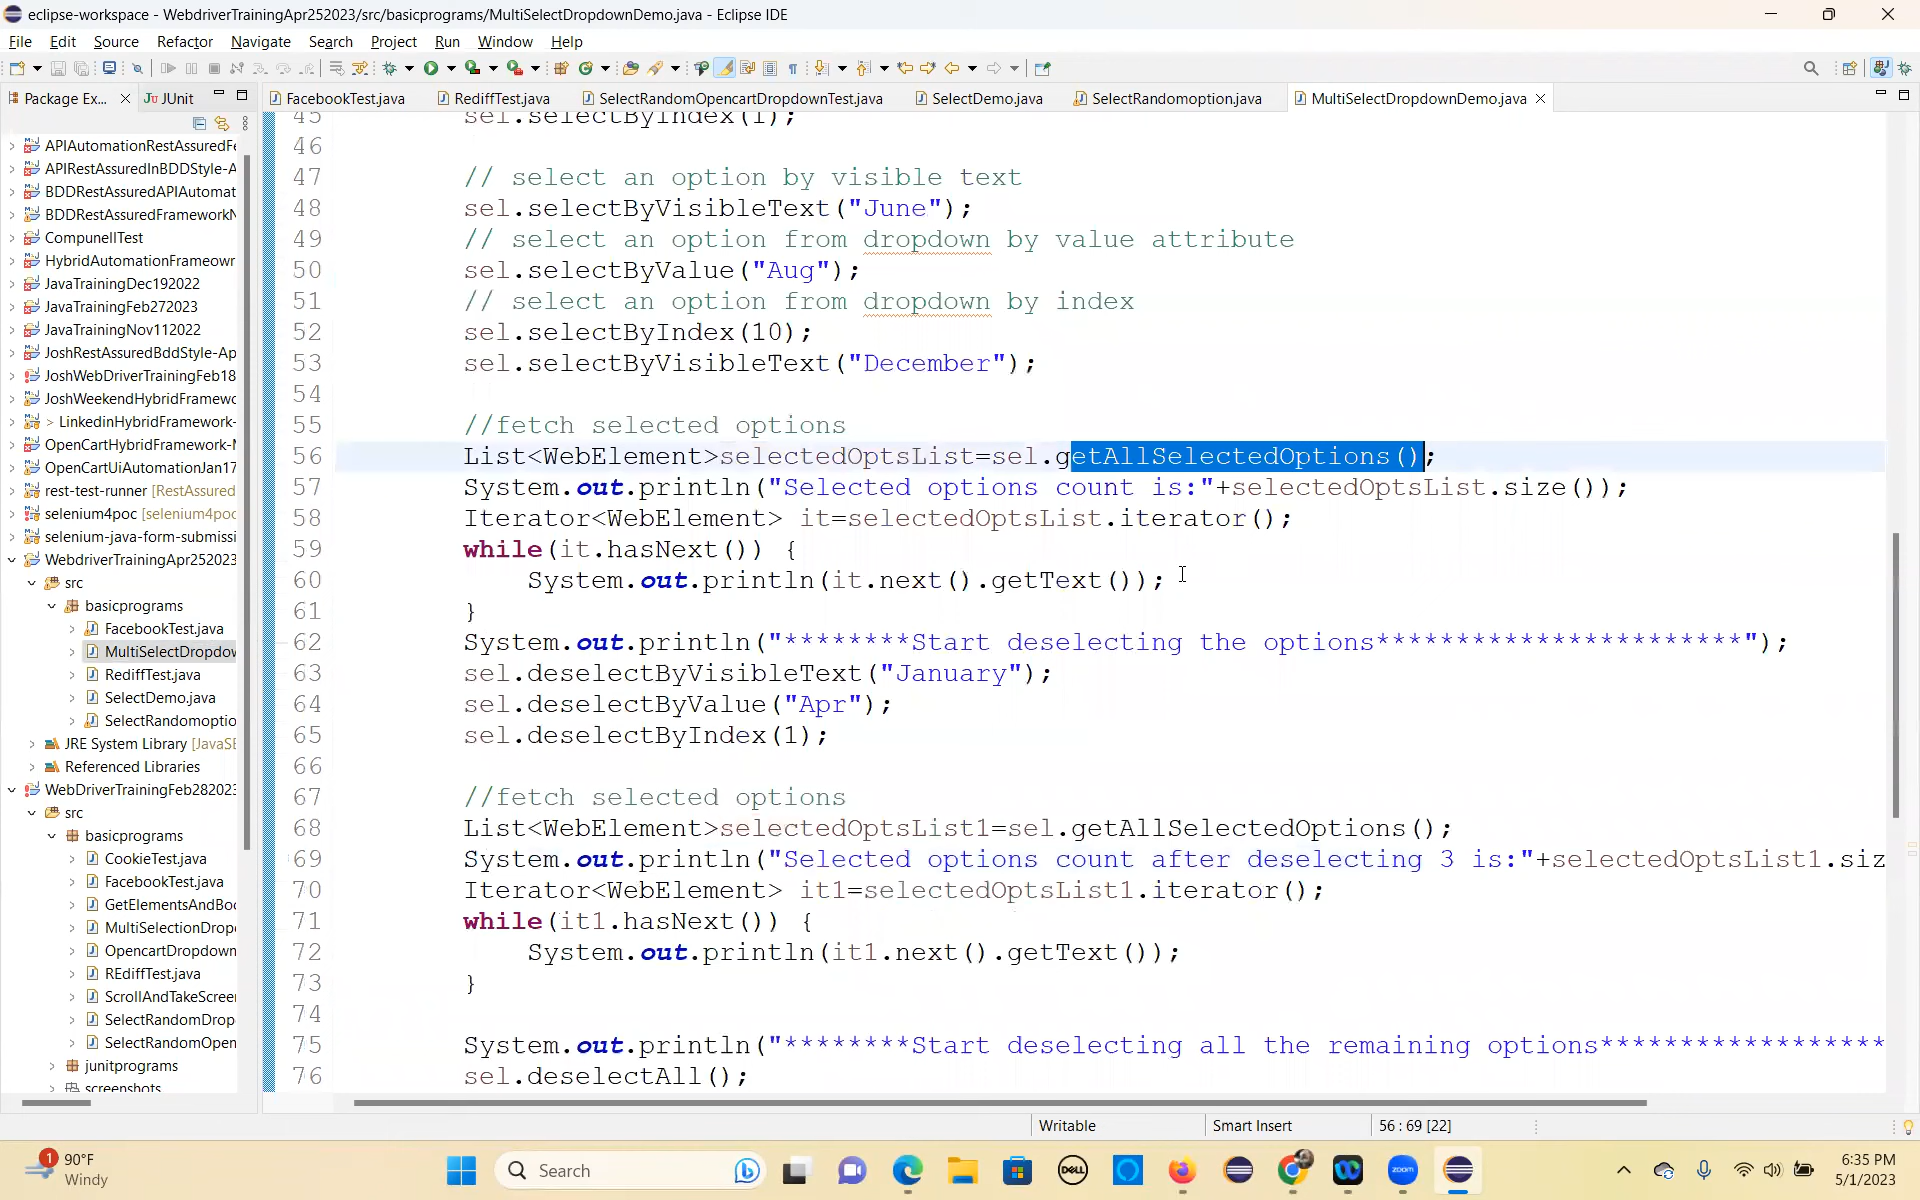 eclipse-workspace - WebdriverTrainingApr252023/src/basicprograms/MultiSelectDropdownDemo.java - Eclipse IDE
File Edit Source Refactor Navigate Search Project Run Window Help
Package Ex... JUnit
FacebookTest.java RediffTest.java SelectRandomOpencartDropdownTest.java SelectDemo.java SelectRandomoption.java MultiSelectDropdownDemo.java
APIAutomationRestAssuredFe
APIRestAssuredInBDDStyle-A
BDDRestAssuredAPIAutomat
BDDRestAssuredFrameworkN
CompunellTest
HybridAutomationFrameowr
JavaTrainingDec192022
JavaTrainingFeb272023
JavaTrainingNov112022
JoshRestAssuredBddStyle-Ap
JoshWebDriverTrainingFeb18
JoshWeekendHybridFramewo
> LinkedinHybridFramework-
OpenCartHybridFramework-M
OpenCartUiAutomationJan17
rest-test-runner [RestAssured
selenium4poc [selenium4poc
selenium-java-form-submissi
WebdriverTrainingApr252023
src
basicprograms
FacebookTest.java
MultiSelectDropdov
RediffTest.java
SelectDemo.java
SelectRandomoptio
JRE System Library [JavaSE
Referenced Libraries
WebDriverTrainingFeb282023
src
basicprograms
CookieTest.java
FacebookTest.java
GetElementsAndBoo
MultiSelectionDrop
OpencartDropdown
REdiffTest.java
ScrollAndTakeScreer
SelectRandomDrop
SelectRandomOpen
junitprograms
screenshots
45 sel.selectByIndex(1);
46
47 // select an option by visible text
48 sel.selectByVisibleText("June");
49 // select an option from dropdown by value attribute
50 sel.selectByValue("Aug");
51 // select an option from dropdown by index
52 sel.selectByIndex(10);
53 sel.selectByVisibleText("December");
54
55 //fetch selected options
56 List<WebElement>selectedOptsList=sel.getAllSelectedOptions();
57 System.out.println("Selected options count is:"+selectedOptsList.size());
58 Iterator<WebElement> it=selectedOptsList.iterator();
59 while(it.hasNext()) {
60 System.out.println(it.next().getText());
61 }
62 System.out.println("********Start deselecting the options***********************");
63 sel.deselectByVisibleText("January");
64 sel.deselectByValue("Apr");
65 sel.deselectByIndex(1);
66
67 //fetch selected options
68 List<WebElement>selectedOptsList1=sel.getAllSelectedOptions();
69 System.out.println("Selected options count after deselecting 3 is:"+selectedOptsList1.siz
70 Iterator<WebElement> it1=selectedOptsList1.iterator();
71 while(it1.hasNext()) {
72 System.out.println(it1.next().getText());
73 }
74
75 System.out.println("********Start deselecting all the remaining options******************
76 sel.deselectAll();
Writable Smart Insert 56 : 69 [22]
1 90°F
Windy
Search
DELL
zoom
6:35 PM
5/1/2023